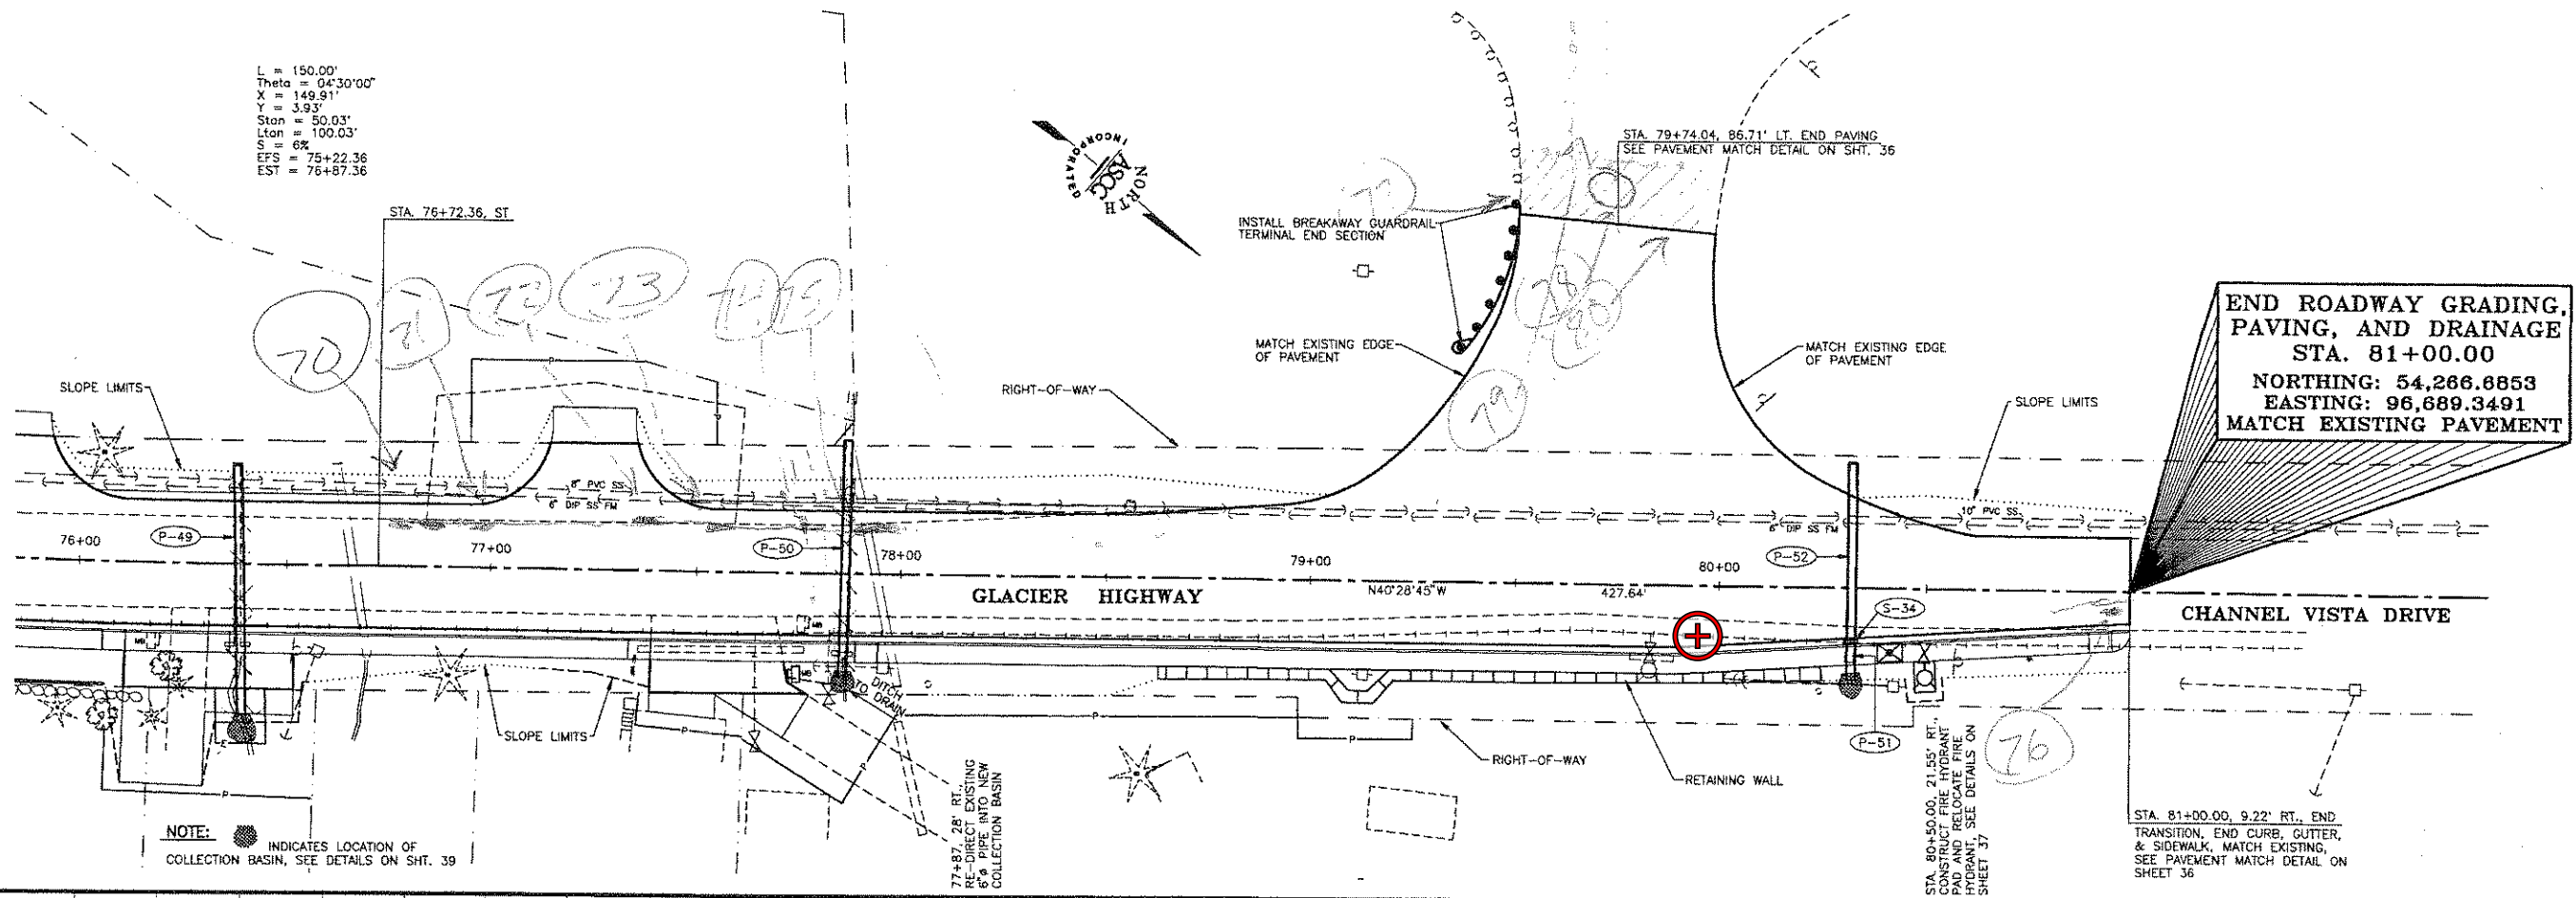 L = 150.00'
Theta = 04°30'00"
X = 149.91'
Y = 3.93'
Stan = 50.03'
Ltan = 100.03'
S = 6%
EFS = 75+22.36
EST = 76+87.36
STA. 76+72.36, ST
NORTH
ASCG
INCORPORATED
STA. 79+74.04, 86.71' LT. END PAVING
SEE PAVEMENT MATCH DETAIL ON SHT. 36
INSTALL BREAKAWAY GUARDRAIL
TERMINAL END SECTION
77
70
71
72
73
74
75
78
80
79
MATCH EXISTING EDGE
OF PAVEMENT
MATCH EXISTING EDGE
OF PAVEMENT
END ROADWAY GRADING,
PAVING, AND DRAINAGE
STA. 81+00.00
NORTHING: 54,266.6853
EASTING: 96,689.3491
MATCH EXISTING PAVEMENT
SLOPE LIMITS
RIGHT-OF-WAY
SLOPE LIMITS
P
P
8" PVC SS
6" DIP SS FM
10" PVC SS
6" DIP SS FM
76+00
P-49
77+00
P-50
78+00
79+00
80+00
P-52
GLACIER HIGHWAY
N40°28'45"W
427.64'
S-34
CHANNEL VISTA DRIVE
MB
MB
MB
DITCH
TO DRAIN
P
P
P
P
P
E
SLOPE LIMITS
RIGHT-OF-WAY
RETAINING WALL
P-51
76
77+87, 28' RT.,
RE-DIRECT EXISTING
6"ø PIPE INTO NEW
COLLECTION BASIN
STA. 80+50.00, 21.55' RT.,
CONSTRUCT FIRE HYDRANT
PAD AND RELOCATE FIRE
HYDRANT, SEE DETAILS ON
SHEET 37
STA. 81+00.00, 9.22' RT., END
TRANSITION, END CURB, GUTTER,
& SIDEWALK, MATCH EXISTING,
SEE PAVEMENT MATCH DETAIL ON
SHEET 36
NOTE:
INDICATES LOCATION OF
COLLECTION BASIN, SEE DETAILS ON SHT. 39